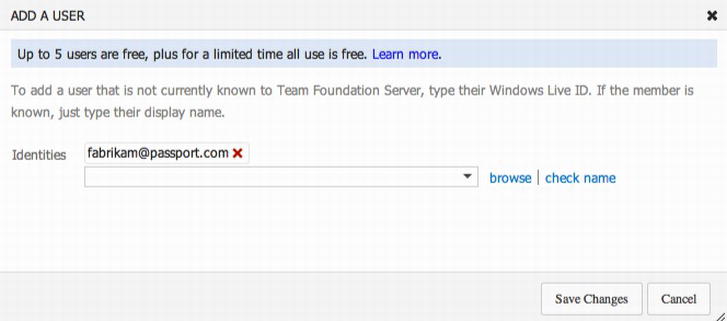 ADD A USER
Up to 5 users are free, plus for a limited time all use is free. Learn more.
To add a user that is not currently known to Team Foundation Server, type their Windows Live ID. If the member is
known, just type their display name.
Identities fabrikam@passport.com
browse | check name
Save Changes Cancel